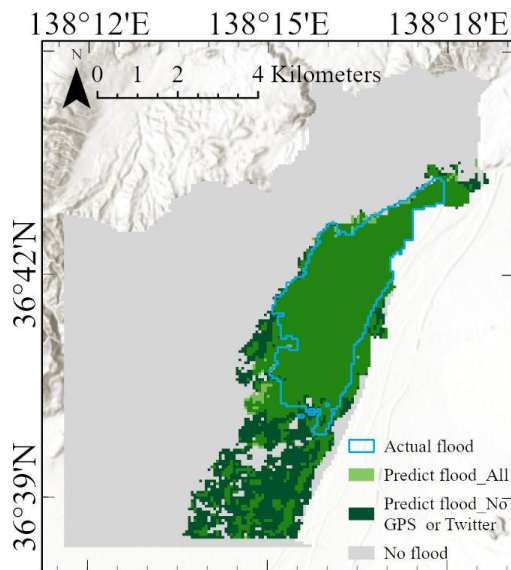 138°12'E 138°15'E 138°18'E
N
0 1 2 4 Kilometers
36°42'N
36°39'N
Actual flood
Predict flood_All
Predict flood_No
GPS or Twitter
No flood